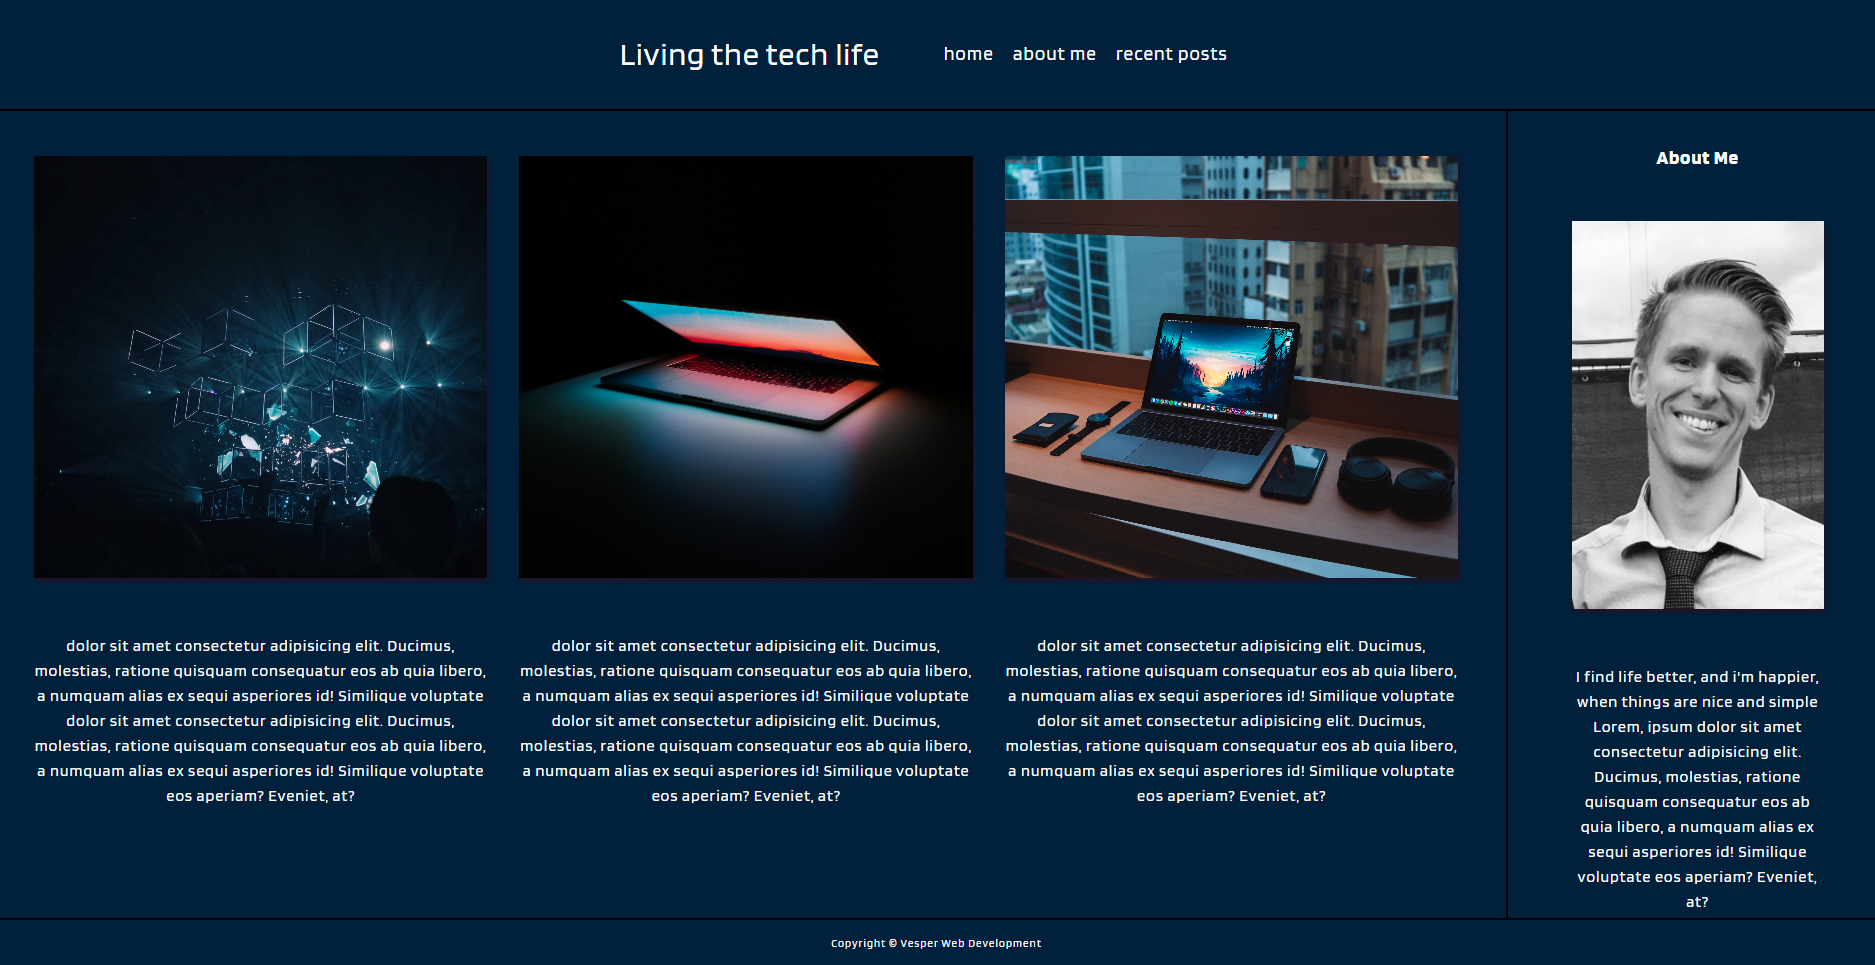 Living the tech life
home about me recent posts
dolor sit amet consectetur adipisicing elit. Ducimus,
molestias, ratione quisquam consequatur eos ab quia libero,
a numquam alias ex sequi asperiores id! Similique voluptate
dolor sit amet consectetur adipisicing elit. Ducimus,
molestias, ratione quisquam consequatur eos ab quia libero,
a numquam alias ex sequi asperiores id! Similique voluptate
eos aperiam? Eveniet, at?
dolor sit amet consectetur adipisicing elit. Ducimus,
molestias, ratione quisquam consequatur eos ab quia libero,
a numquam alias ex sequi asperiores id! Similique voluptate
dolor sit amet consectetur adipisicing elit. Ducimus,
molestias, ratione quisquam consequatur eos ab quia libero,
a numquam alias ex sequi asperiores id! Similique voluptate
eos aperiam? Eveniet, at?
dolor sit amet consectetur adipisicing elit. Ducimus,
molestias, ratione quisquam consequatur eos ab quia libero,
a numquam alias ex sequi asperiores id! Similique voluptate
dolor sit amet consectetur adipisicing elit. Ducimus,
molestias, ratione quisquam consequatur eos ab quia libero,
a numquam alias ex sequi asperiores id! Similique voluptate
eos aperiam? Eveniet, at?
About Me
I find life better, and i'm happier,
when things are nice and simple
Lorem, ipsum dolor sit amet
consectetur adipisicing elit.
Ducimus, molestias, ratione
quisquam consequatur eos ab
quia libero, a numquam alias ex
sequi asperiores id! Similique
voluptate eos aperiam? Eveniet,
at?
Copyright © Vesper Web Development